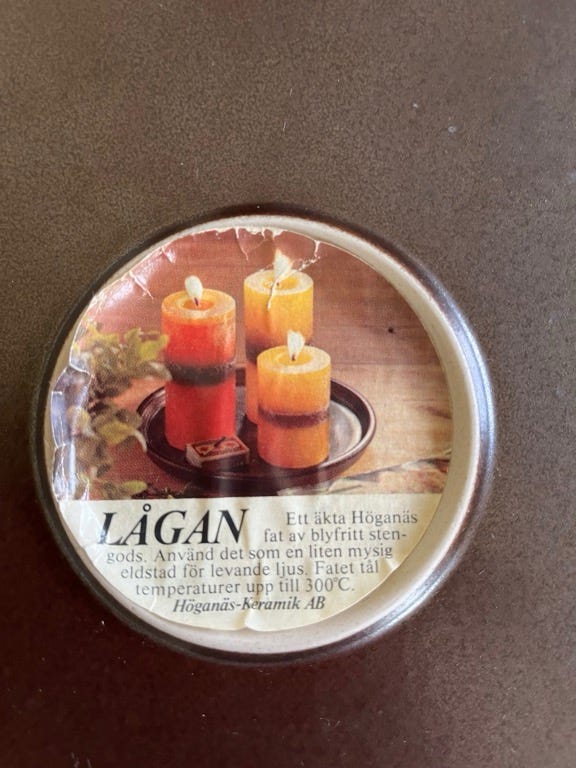 LÅGAN Ett äkta Höganäs
fat av blyfritt sten-
gods. Använd det som en liten mysig
eldstad för levande ljus. Fatet tål
temperaturer upp till 300°C.
Höganäs-Keramik AB